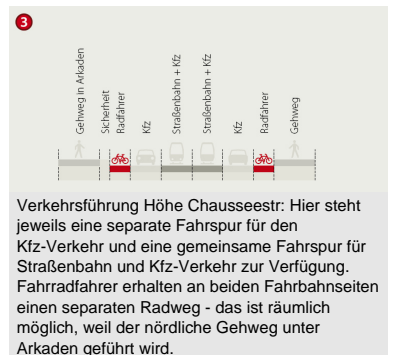 3
Gehweg in Arkaden
Sicherheit
Radfahrer
Kfz
Straßenbahn + Kfz
Straßenbahn + Kfz
Kfz
Radfahrer
Gehweg
Verkehrsführung Höhe Chausseestr: Hier steht
jeweils eine separate Fahrspur für den
Kfz-Verkehr und eine gemeinsame Fahrspur für
Straßenbahn und Kfz-Verkehr zur Verfügung.
Fahrradfahrer erhalten an beiden Fahrbahnseiten
einen separaten Radweg - das ist räumlich
möglich, weil der nördliche Gehweg unter
Arkaden geführt wird.